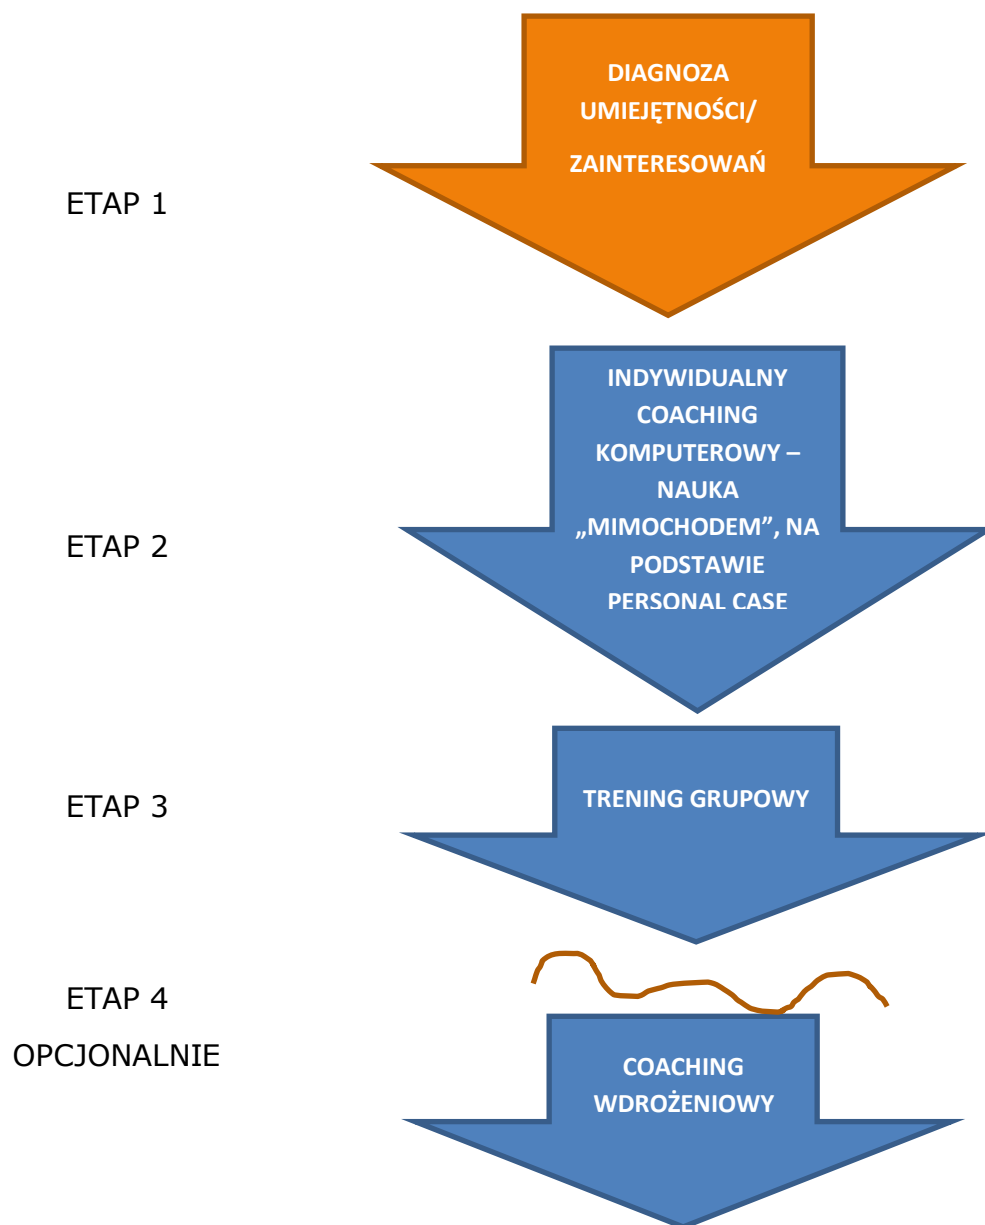 DIAGNOZA
UMIEJĘTNOŚCI/
ZAINTERESOWAŃ
ETAP 1
INDYWIDUALNY
COACHING
KOMPUTEROWY –
NAUKA
„MIMOCHODEM”, NA
PODSTAWIE
PERSONAL CASE
ETAP 2
TRENING GRUPOWY
ETAP 3
ETAP 4
OPCJONALNIE
COACHING
WDROŻENIOWY